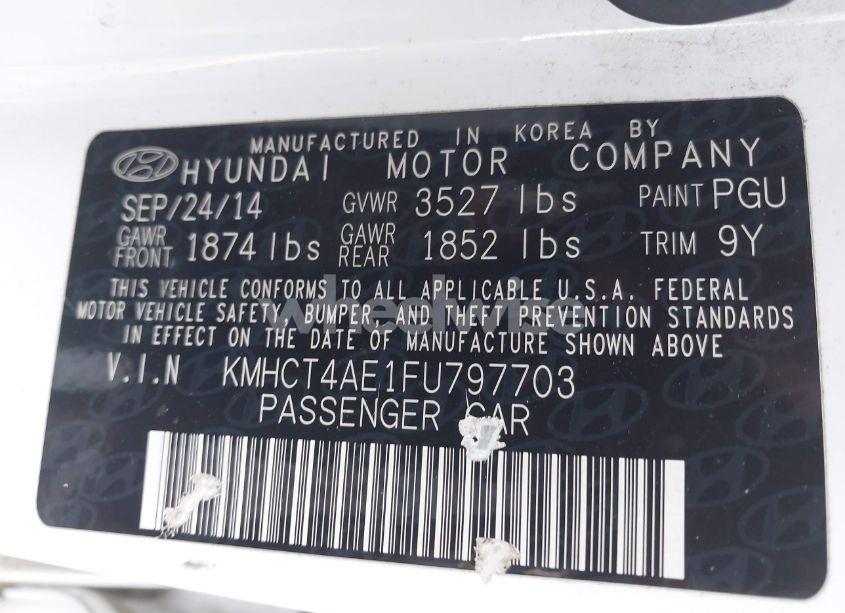 MANUFACTURED IN KOREA BY
HYUNDAI MOTOR COMPANY
SEP/24/14 GVWR 3527 lbs PAINT PGU
GAWR FRONT 1874 lbs GAWR REAR 1852 lbs TRIM 9Y
THIS VEHICLE CONFORMS TO ALL APPLICABLE U.S.A. FEDERAL
MOTOR VEHICLE SAFETY, BUMPER, AND THEFT PREVENTION STANDARDS
IN EFFECT ON THE DATE OF MANUFACTURE SHOWN ABOVE
V.I.N KMHCT4AE1FU797703
PASSENGER CAR